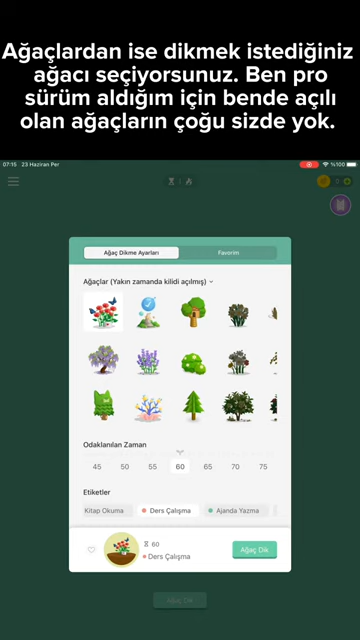 Ağaçlardan ise dikmek istediğiniz
ağacı seçiyorsunuz. Ben pro
sürüm aldığım için bende açılı
olan ağaçların çoğu sizde yok.
07:15 23 Haziran Per %100
Ağaç Dikme Ayarları Favorim
Ağaçlar (Yakın zamanda kilidi açılmış)
Odaklanılan Zaman
45 50 55 60 65 70 75
Etiketler
Kitap Okuma Ders Çalışma Ajanda Yazma
60
Ders Çalışma
Ağaç Dik
Ağaç Dik